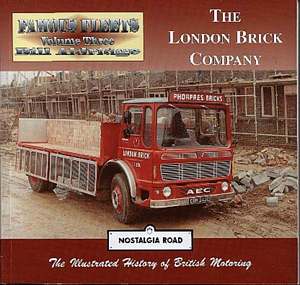 FAMOUS FLEETS
Volume Three
Bill Aldridge
THE
LONDON BRICK
COMPANY
PHORPRES BRICKS
LONDON BRICK
AEC
NOSTALGIA ROAD
The Illustrated History of British Motoring